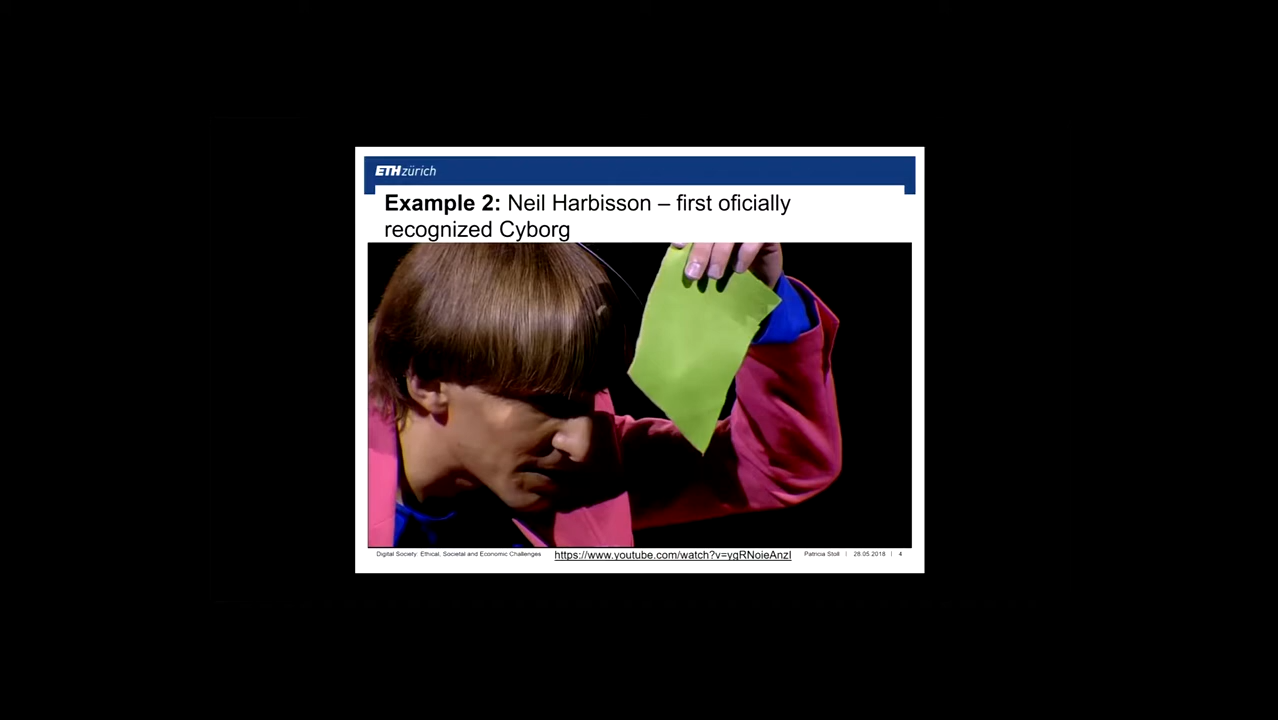 ETH zürich
Example 2: Neil Harbisson – first oficially
recognized Cyborg
Digital Society: Ethical, Societal and Economic Challenges
https://www.youtube.com/watch?v=ygRNoieAnzI
Patricia Stoll | 28.05.2018 | 4